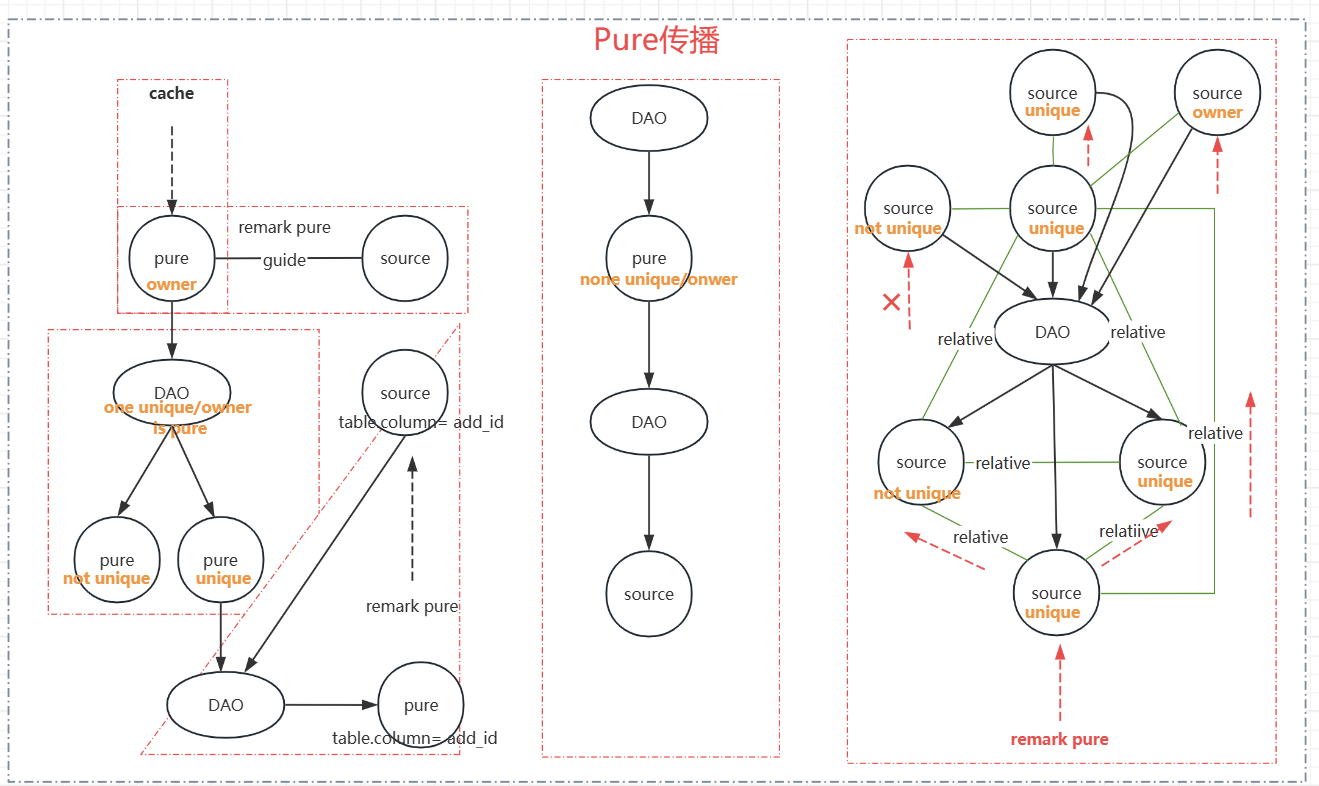 Pure传播
cache
pure
owner
remark pure
guide
source
DAO
one unique/owner
is pure
pure
not unique
pure
unique
source
table.column= add_id
remark pure
DAO
pure
table.column= add_id
DAO
pure
none unique/onwer
DAO
source
source
unique
source
owner
source
not unique
source
unique
DAO
relative
relative
source
not unique
relative
source
unique
relative
relative
relatiive
source
unique
remark pure